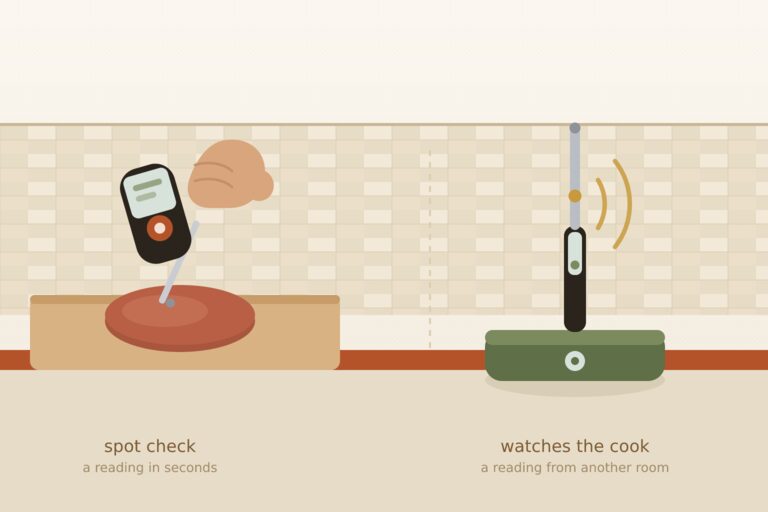 spot check
a reading in seconds
watches the cook
a reading from another room